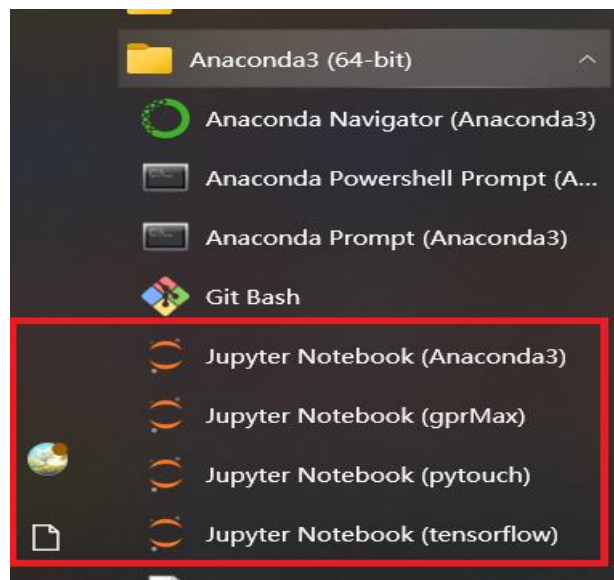 Anaconda3 (64-bit)
Anaconda Navigator (Anaconda3)
Anaconda Powershell Prompt (A...
Anaconda Prompt (Anaconda3)
Git Bash
Jupyter Notebook (Anaconda3)
Jupyter Notebook (gprMax)
Jupyter Notebook (pytouch)
Jupyter Notebook (tensorflow)